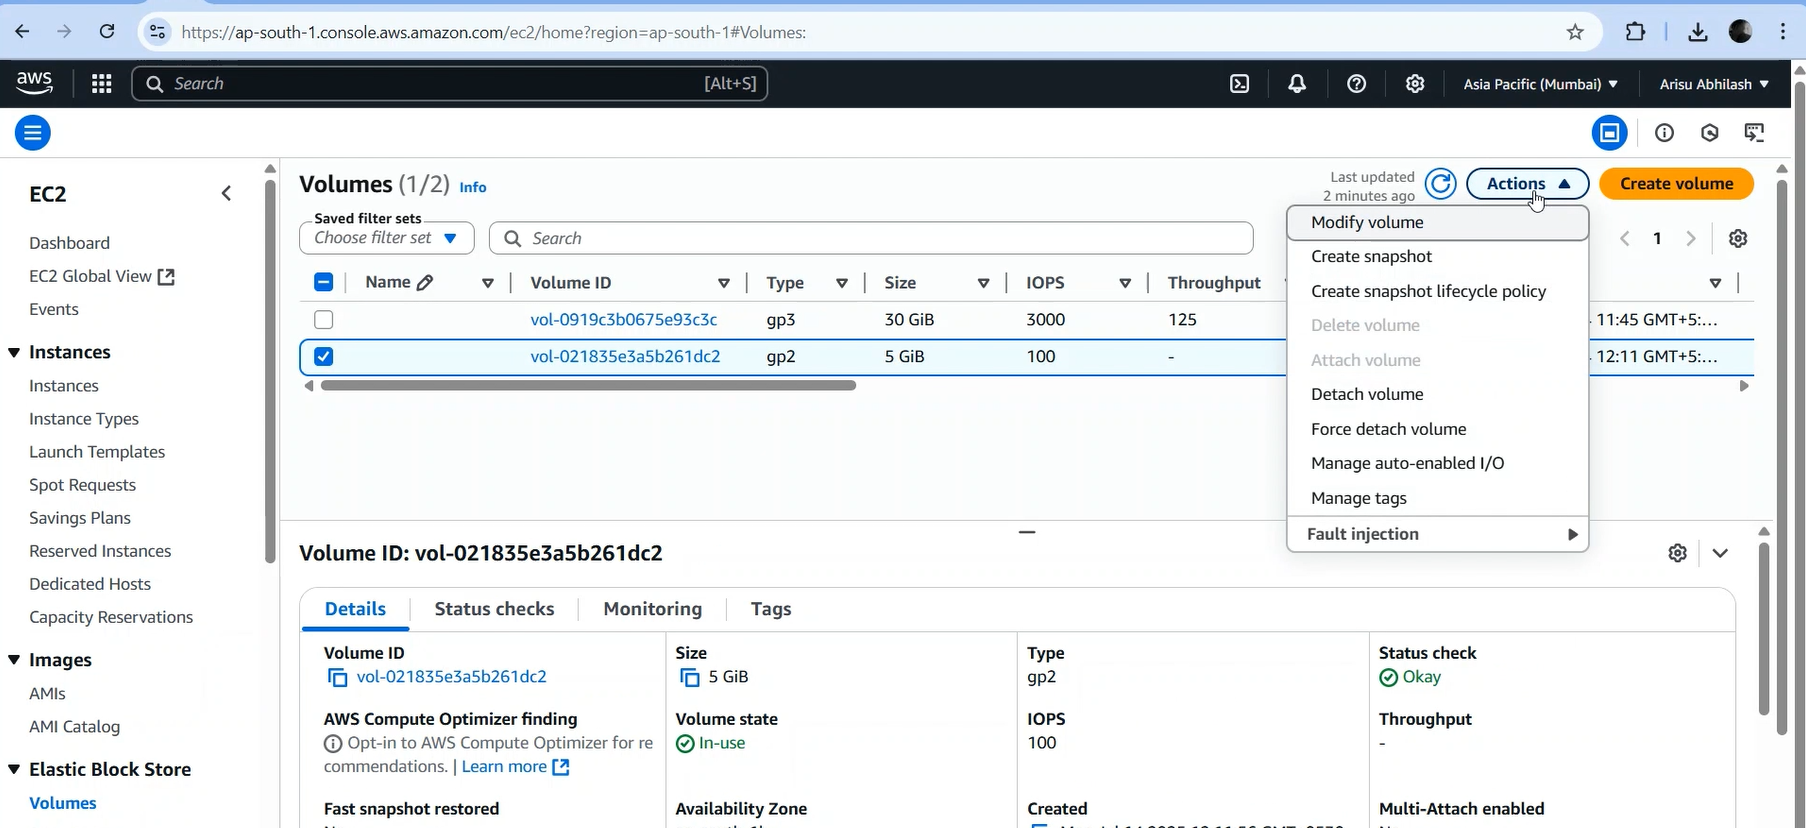 https://ap-south-1.console.aws.amazon.com/ec2/home?region=ap-south-1#Volumes:
aws
Search
[Alt+S]
Asia Pacific (Mumbai)
Arisu Abhilash
EC2
Dashboard
EC2 Global View
Events
Instances
Instances
Instance Types
Launch Templates
Spot Requests
Savings Plans
Reserved Instances
Dedicated Hosts
Capacity Reservations
Images
AMIs
AMI Catalog
Elastic Block Store
Volumes
Volumes (1/2) Info
Last updated
2 minutes ago
Actions
Create volume
Saved filter sets
Choose filter set
Search
1
Name Volume ID Type Size IOPS Throughput
vol-0919c3b0675e93c3c gp3 30 GiB 3000 125 11:45 GMT+5:...
vol-021835e3a5b261dc2 gp2 5 GiB 100 - 12:11 GMT+5:...
Modify volume
Create snapshot
Create snapshot lifecycle policy
Delete volume
Attach volume
Detach volume
Force detach volume
Manage auto-enabled I/O
Manage tags
Fault injection
Volume ID: vol-021835e3a5b261dc2
Details Status checks Monitoring Tags
Volume ID
vol-021835e3a5b261dc2
Size
5 GiB
Type
gp2
Status check
Okay
AWS Compute Optimizer finding
Opt-in to AWS Compute Optimizer for re
commendations. | Learn more
Volume state
In-use
IOPS
100
Throughput
-
Fast snapshot restored
Availability Zone
Created
Multi-Attach enabled